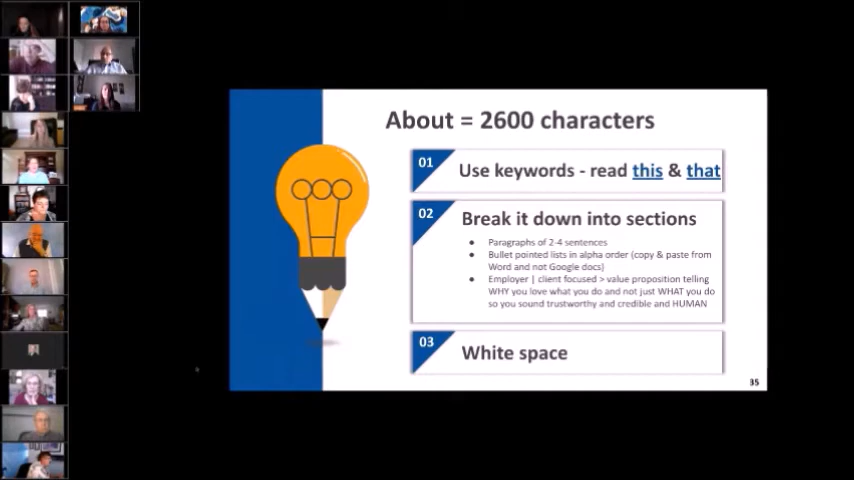 About = 2600 characters
01
Use keywords - read this & that
02
Break it down into sections
● Paragraphs of 2-4 sentences
● Bullet pointed lists in alpha order (copy & paste from
Word and not Google docs)
● Employer | client focused > value proposition telling
WHY you love what you do and not just WHAT you do
so you sound trustworthy and credible and HUMAN
03
White space
35